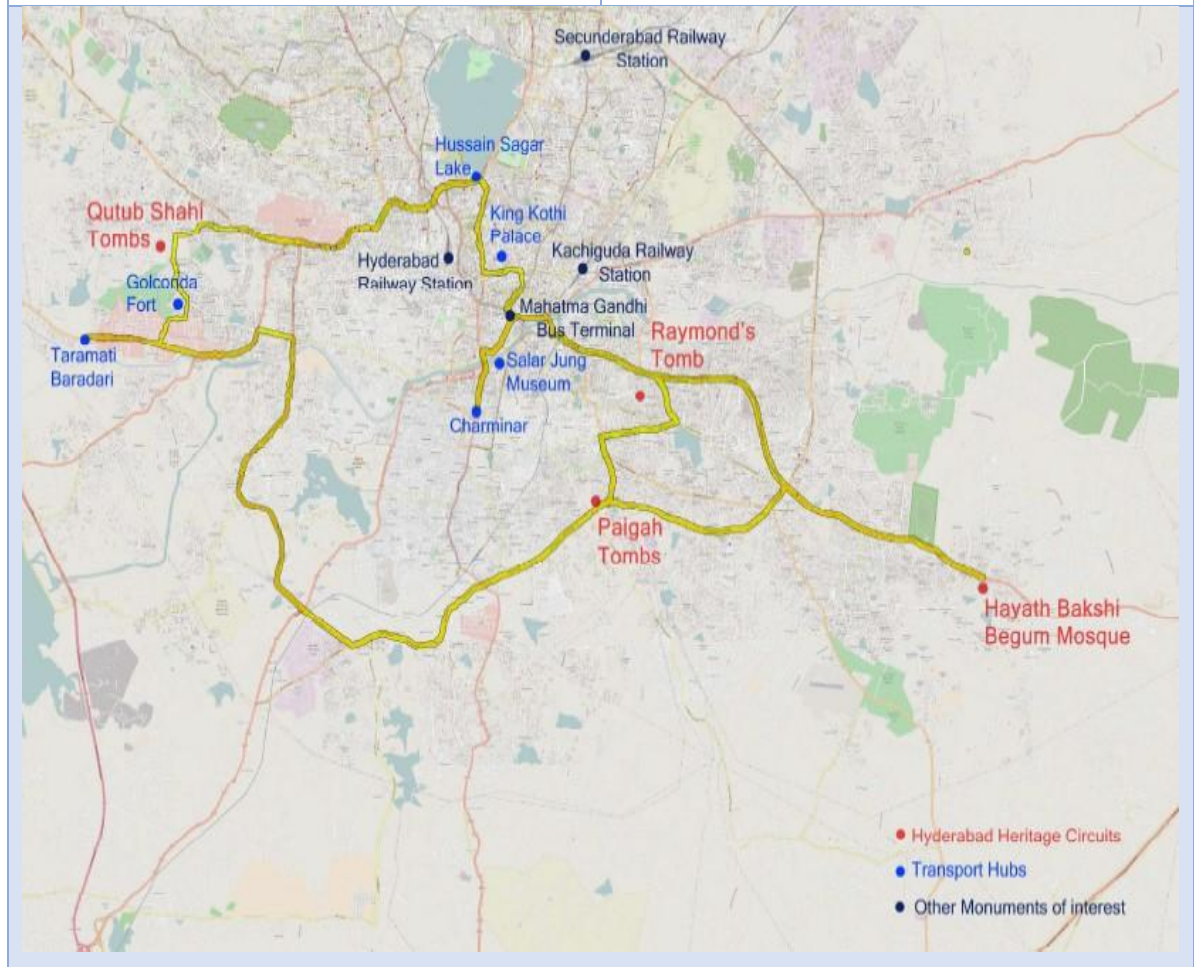 Secunderabad Railway
Station
Hussain Sagar
Lake
Qutub Shahi
Tombs
King Kothi
Palace
Kachiguda Railway
Station
Hyderabad
Railway Station
Golconda
Fort
Mahatma Gandhi
Bus Terminal
Raymond's
Tomb
Taramati
Baradari
Salar Jung
Museum
Charminar
Paigah
Tombs
Hayath Bakshi
Begum Mosque
Hyderabad Heritage Circuits
Transport Hubs
Other Monuments of interest